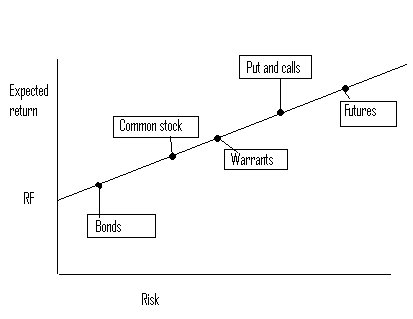 Put and calls
Expected
return
Common stock
Futures
Warrants
RF
Bonds
Risk